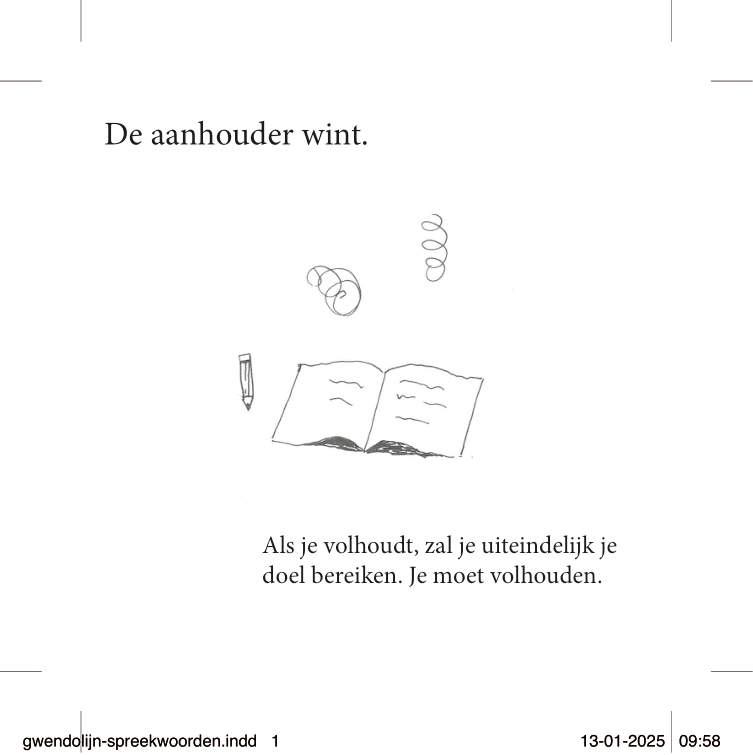 De aanhouder wint.
Als je volhoudt, zal je uiteindelijk je
doel bereiken. Je moet volhouden.
gwendolijn-spreekwoorden.indd 1 13-01-2025 09:58